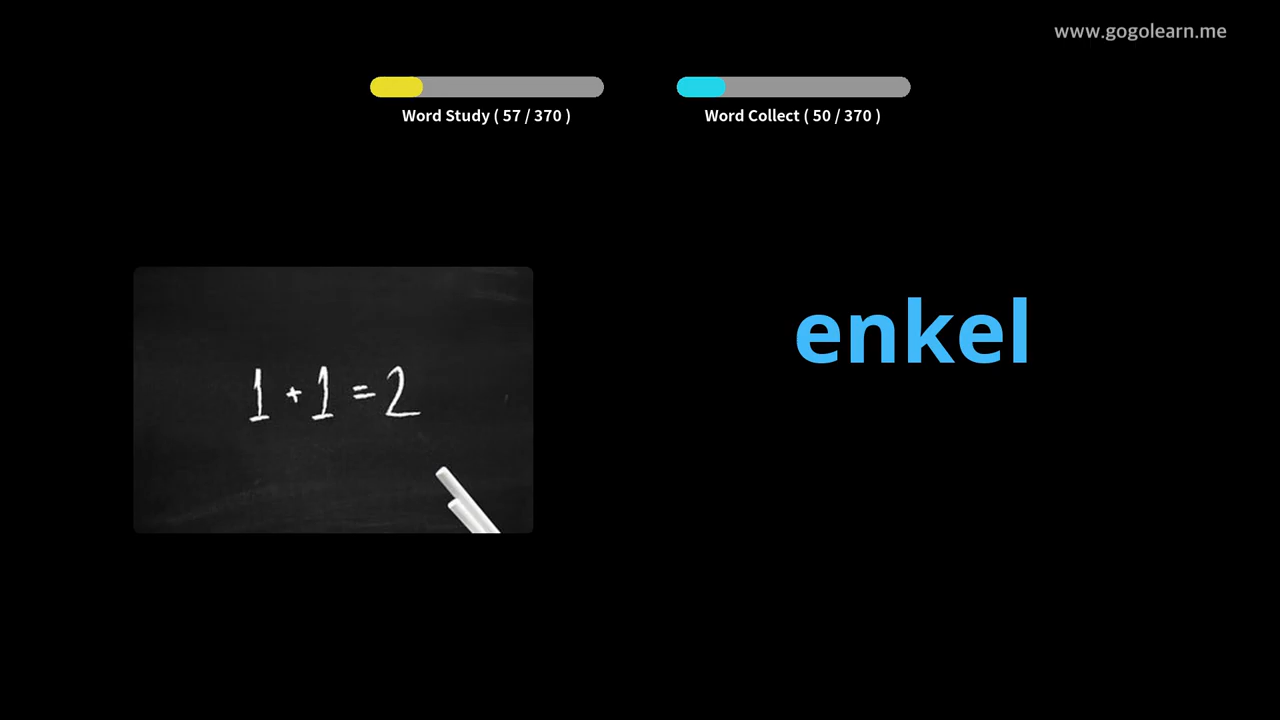 www.gogolearn.me
Word Study ( 57 / 370 )
Word Collect ( 50 / 370 )
enkel
1 + 1 = 2